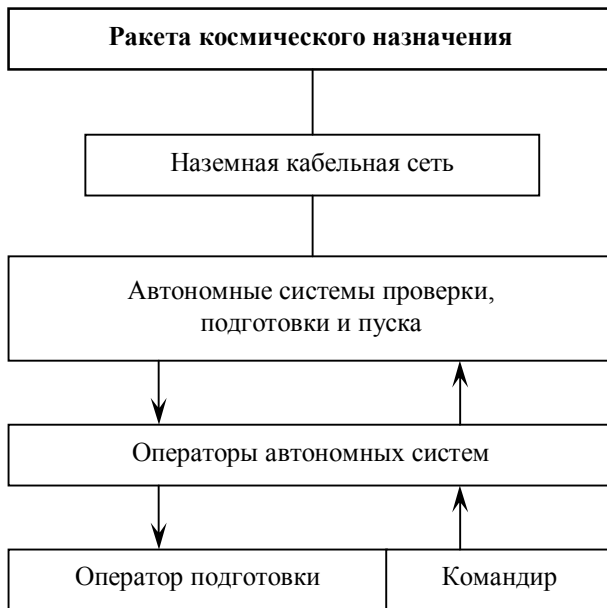 Ракета космического назначения
Наземная кабельная сеть
Автономные системы проверки,
подготовки и пуска
Операторы автономных систем
Оператор подготовки
Командир